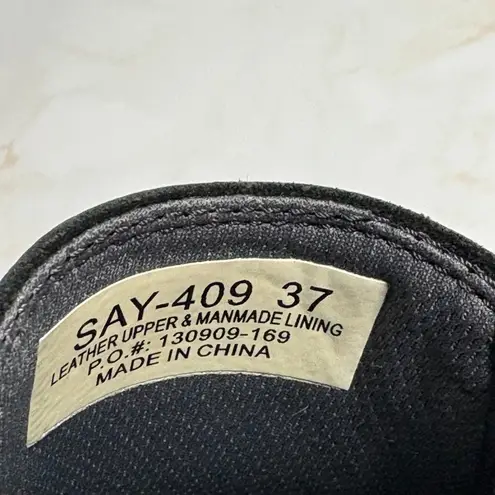 SAY-409 37
LEATHER UPPER & MANMADE LINING
P.O.#: 130909-169
MADE IN CHINA